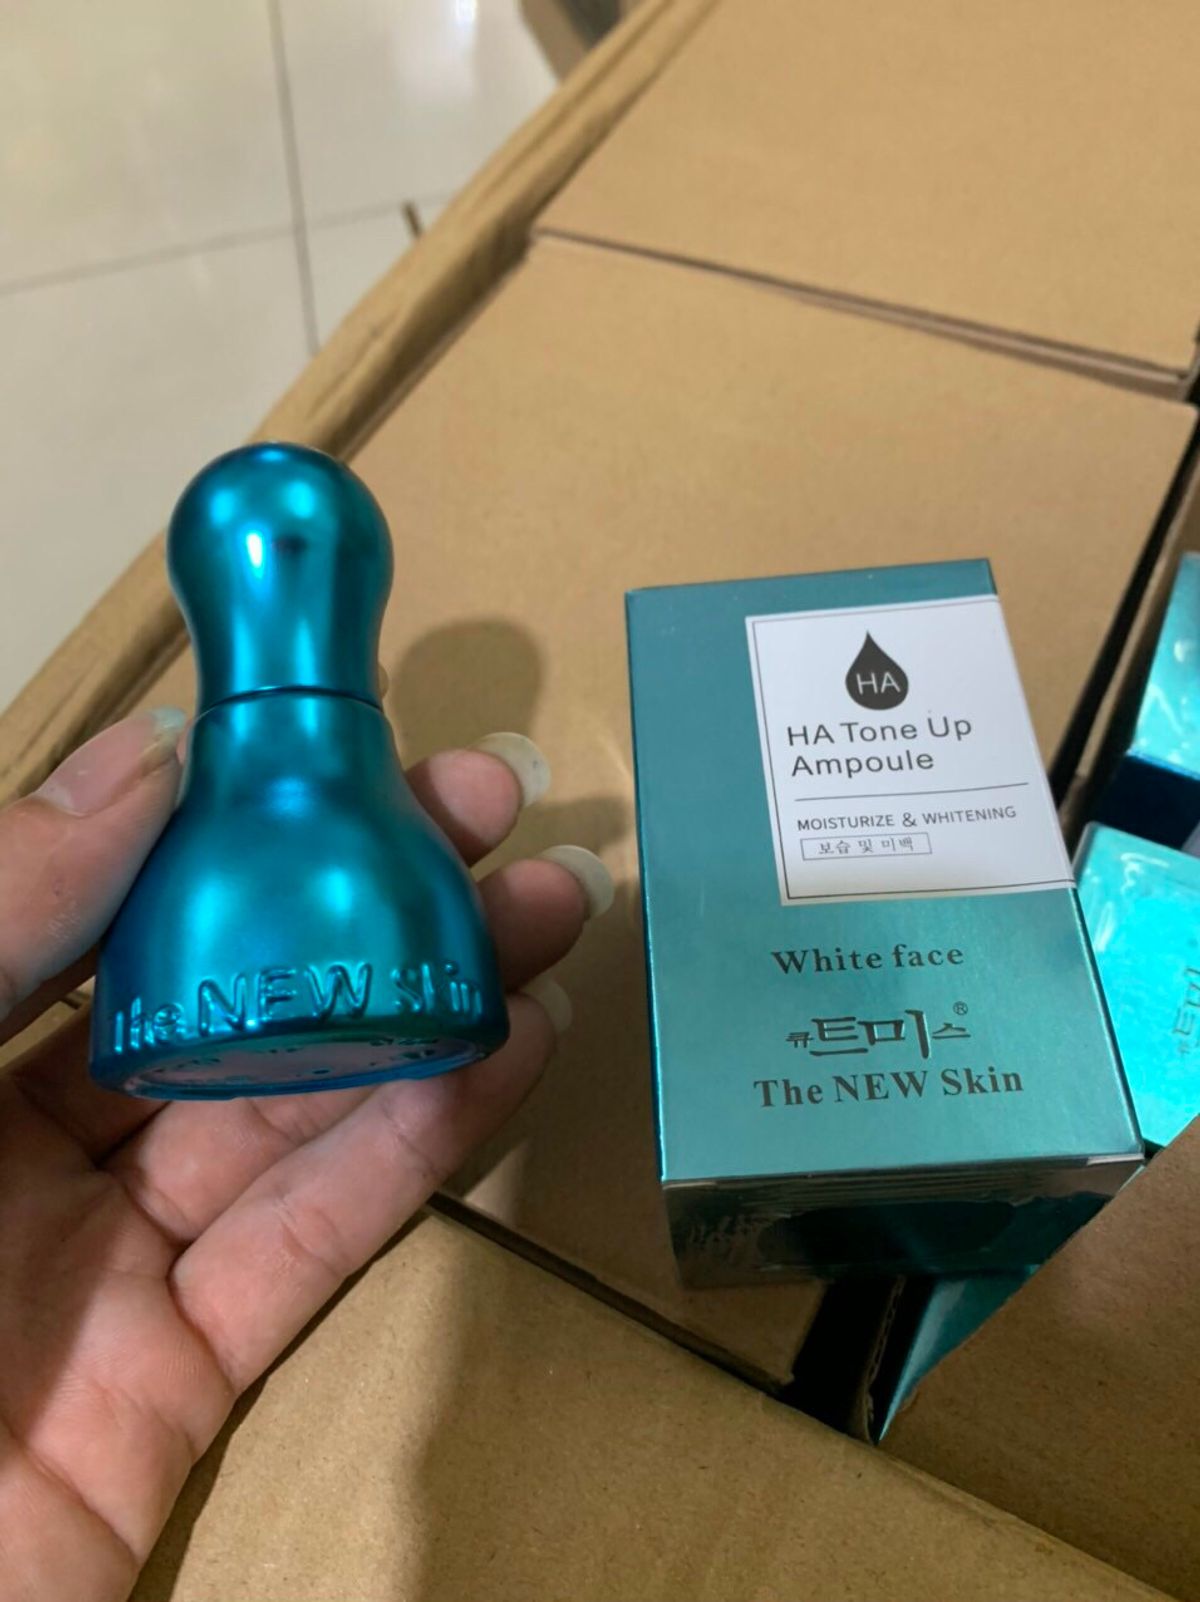 the NEW Skin
HA
HA Tone Up
Ampoule
MOISTURIZE & WHITENING
보습 및 미백
White face
큐트미스®
The NEW Skin